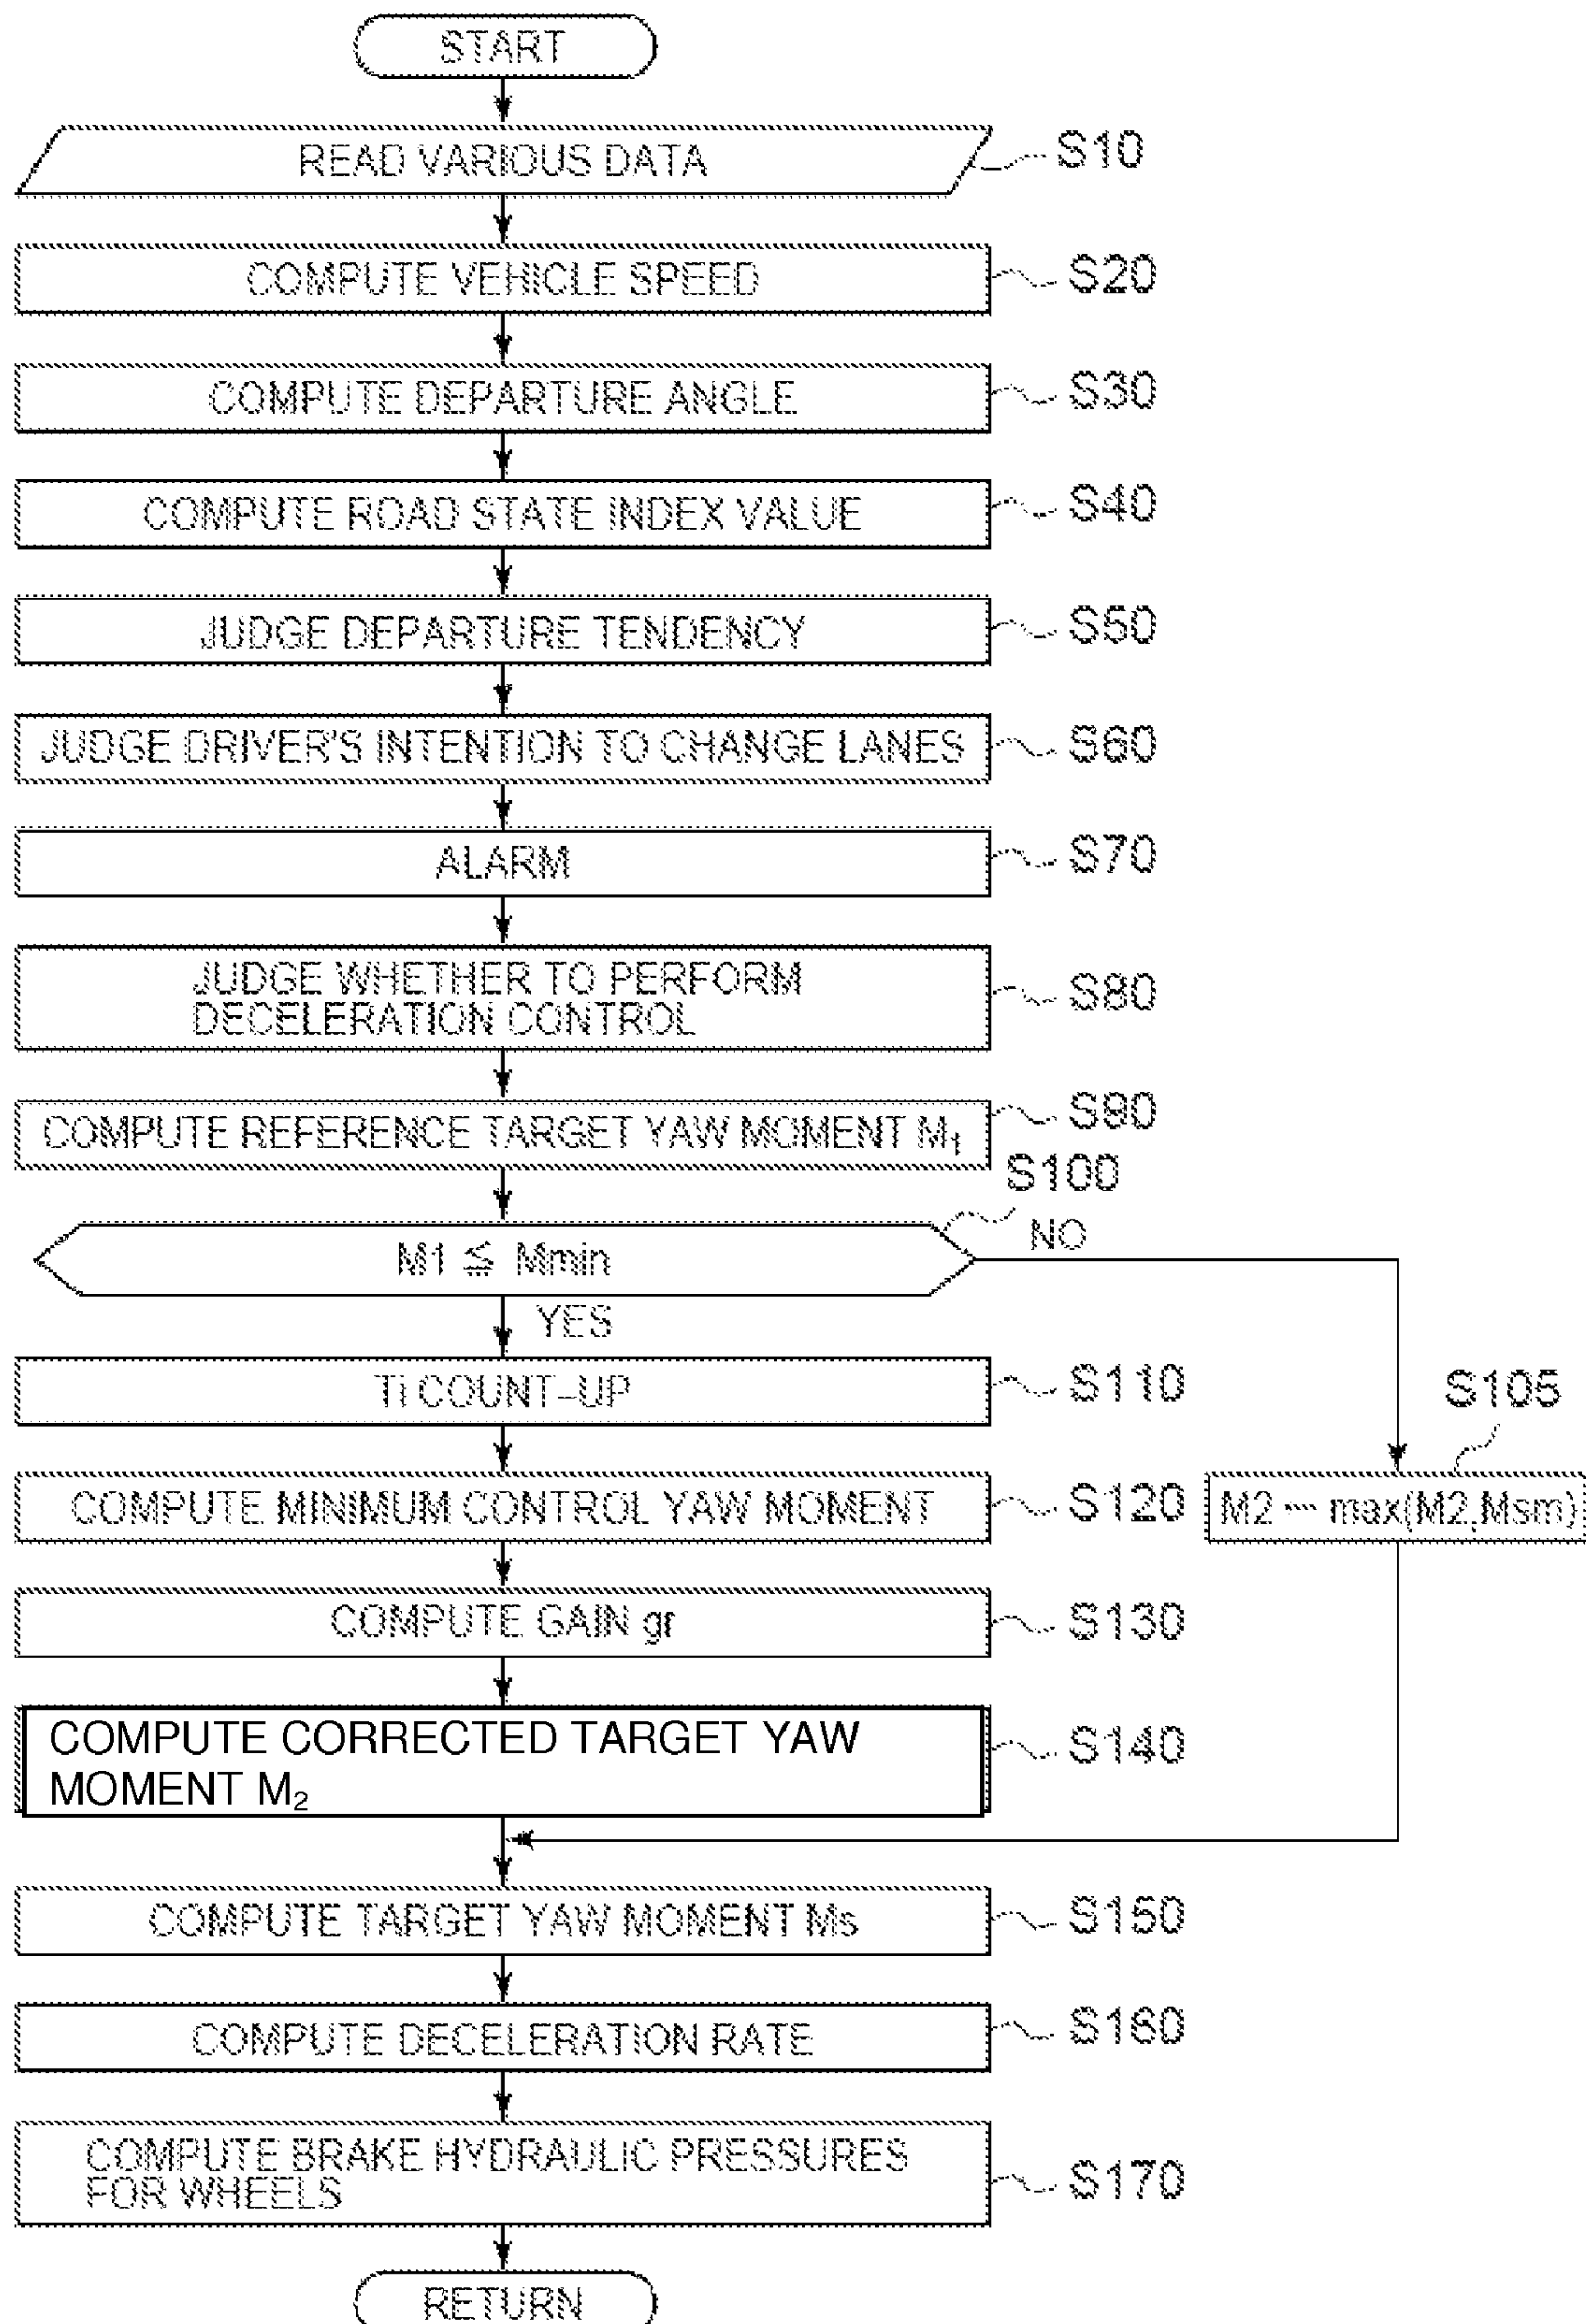 START
READ VARIOUS DATA
S10
COMPUTE VEHICLE SPEED
S20
COMPUTE DEPARTURE ANGLE
S30
COMPUTE ROAD STATE INDEX VALUE
S40
JUDGE DEPARTURE TENDENCY
S50
JUDGE DRIVER'S INTENTION TO CHANGE LANES
S60
ALARM
S70
JUDGE WHETHER TO PERFORM
DECELERATION CONTROL
S80
COMPUTE REFERENCE TARGET YAW MOMENT M₁
S90
S100
M1 ≦ Mmin
NO
YES
Ti COUNT-UP
S110
S105
COMPUTE MINIMUM CONTROL YAW MOMENT
S120
M2 = max(M2,Msm)
COMPUTE GAIN gr
S130
COMPUTE CORRECTED TARGET YAW
MOMENT M₂
S140
COMPUTE TARGET YAW MOMENT Ms
S150
COMPUTE DECELERATION RATE
S160
COMPUTE BRAKE HYDRAULIC PRESSURES
FOR WHEELS
S170
RETURN